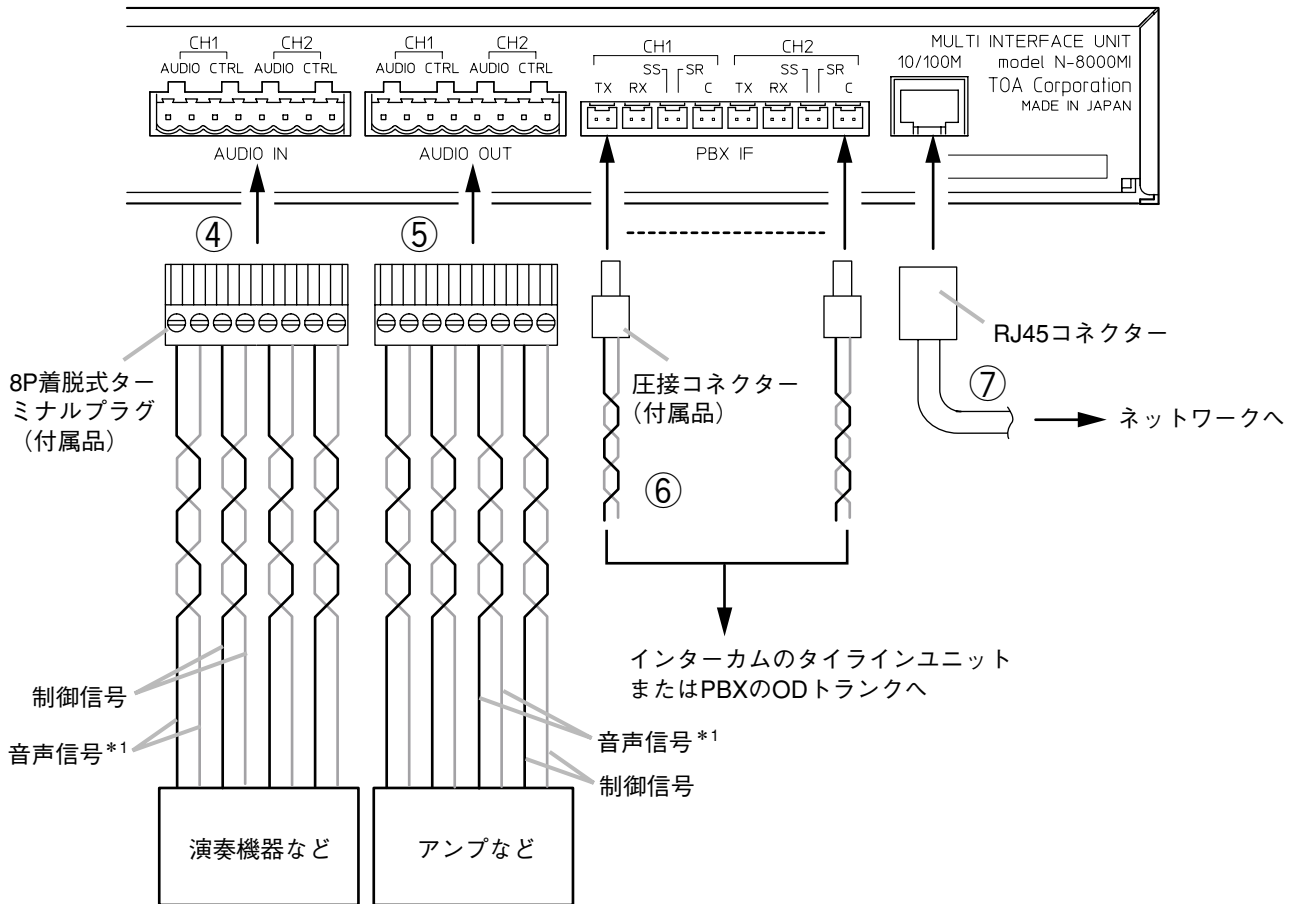 CH1 CH2 CH1 CH2 CH1 CH2 MULTI INTERFACE UNIT
AUDIO CTRL AUDIO CTRL AUDIO CTRL AUDIO CTRL SS SR SS SR 10/100M model N-8000MI
TX RX C TX RX C TOA Corporation
MADE IN JAPAN
AUDIO IN AUDIO OUT PBX IF
④ ⑤
RJ45コネクター
8P着脱式ター
ミナルプラグ
（付属品）
圧接コネクター
（付属品）
⑦
ネットワークへ
⑥
インターカムのタイラインユニット
またはPBXのODトランクへ
制御信号
音声信号*1
音声信号*1
制御信号
演奏機器など アンプなど